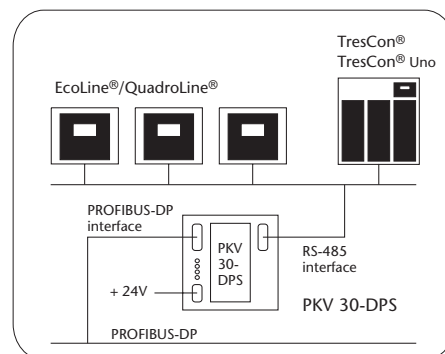 TresCon®
TresCon® Uno
EcoLine®/QuadroLine®
PROFIBUS-DP
interface
PKV
30-
DPS
RS-485
interface
+ 24V
PKV 30-DPS
PROFIBUS-DP